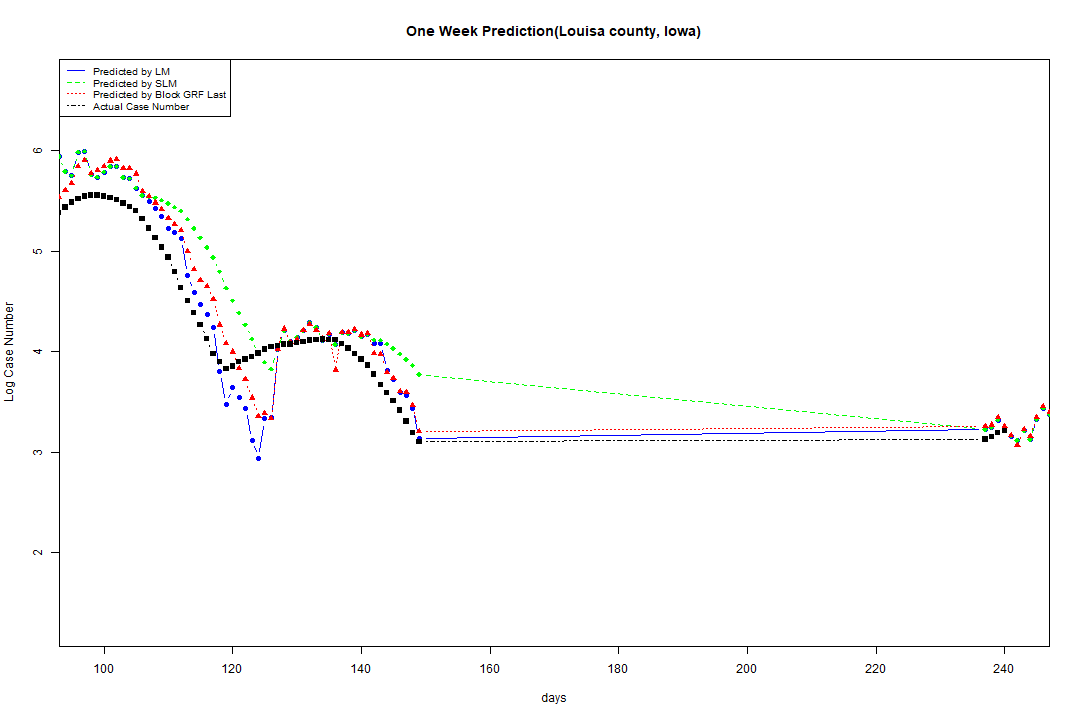 One Week Prediction(Louisa county, Iowa)
Predicted by LM
Predicted by SLM
Predicted by Block GRF Last
Actual Case Number
Log Case Number
6
5
4
3
2
100 120 140 160 180 200 220 240
days